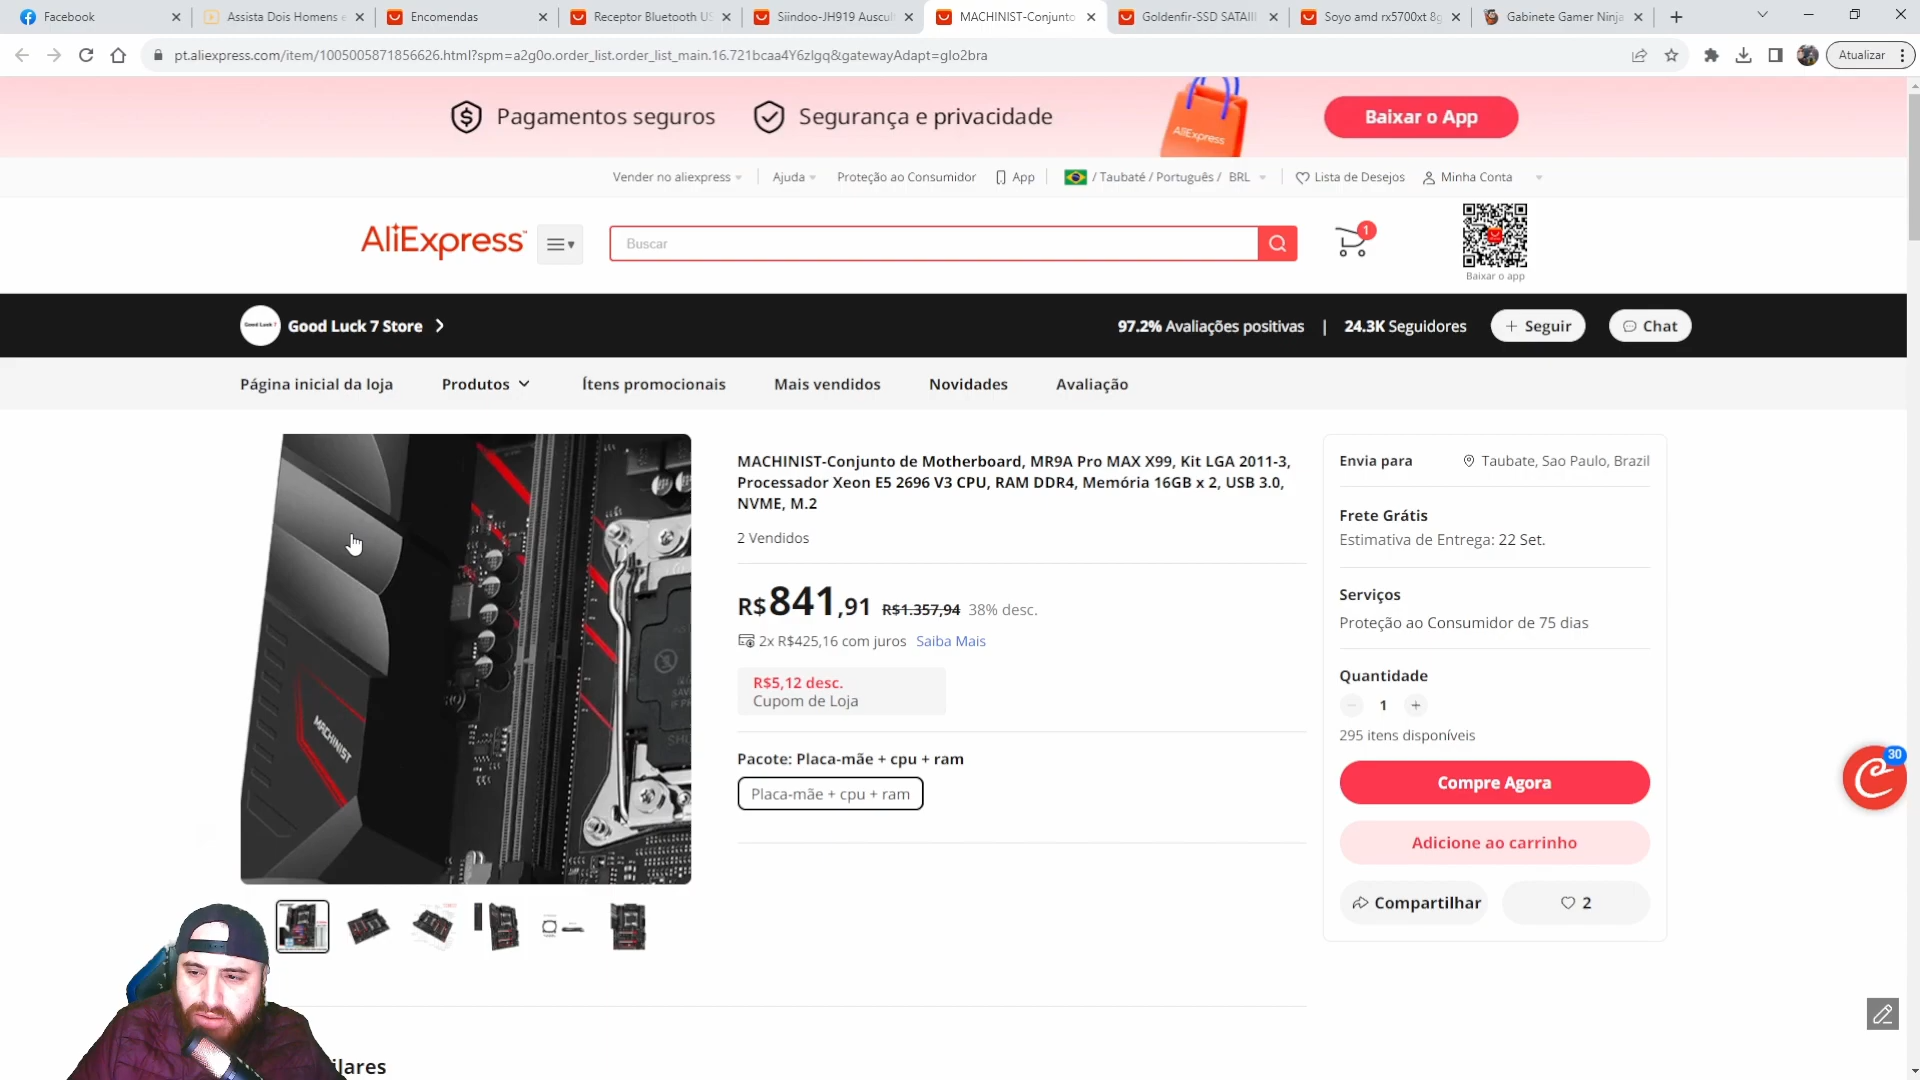 Facebook
Assista Dois Homens e
Encomendas
Receptor Bluetooth US
Siindoo-JH919 Auscul
MACHINIST-Conjunto
Goldenfir-SSD SATAIII
Soyo amd rx5700xt 8g
Gabinete Gamer Ninja
pt.aliexpress.com/item/1005005871856626.html?spm=a2g0o.order_list.order_list_main.16.721bcaa4Y6zlgq&gatewayAdapt=glo2bra
Atualizar
Pagamentos seguros
Segurança e privacidade
AliExpress
Baixar o App
Vender no aliexpress
Ajuda
Proteção ao Consumidor
App
/ Taubaté / Português / BRL
Lista de Desejos
Minha Conta
AliExpress
Buscar
1
Baixar o app
Good Luck 7
Good Luck 7 Store
97.2% Avaliações positivas | 24.3K Seguidores
+ Seguir
Chat
Página inicial da loja
Produtos
Ítens promocionais
Mais vendidos
Novidades
Avaliação
MACHINIST
MACHINIST-Conjunto de Motherboard, MR9A Pro MAX X99, Kit LGA 2011-3,
Processador Xeon E5 2696 V3 CPU, RAM DDR4, Memória 16GB x 2, USB 3.0,
NVME, M.2
2 Vendidos
R$841,91 R$1.357,94 38% desc.
2x R$425,16 com juros Saiba Mais
R$5,12 desc.
Cupom de Loja
Pacote: Placa-mãe + cpu + ram
Placa-mãe + cpu + ram
Envia para
Taubate, Sao Paulo, Brazil
Frete Grátis
Estimativa de Entrega: 22 Set.
Serviços
Proteção ao Consumidor de 75 dias
Quantidade
− 1 +
295 itens disponíveis
Compre Agora
Adicione ao carrinho
Compartilhar
2
30
ilares